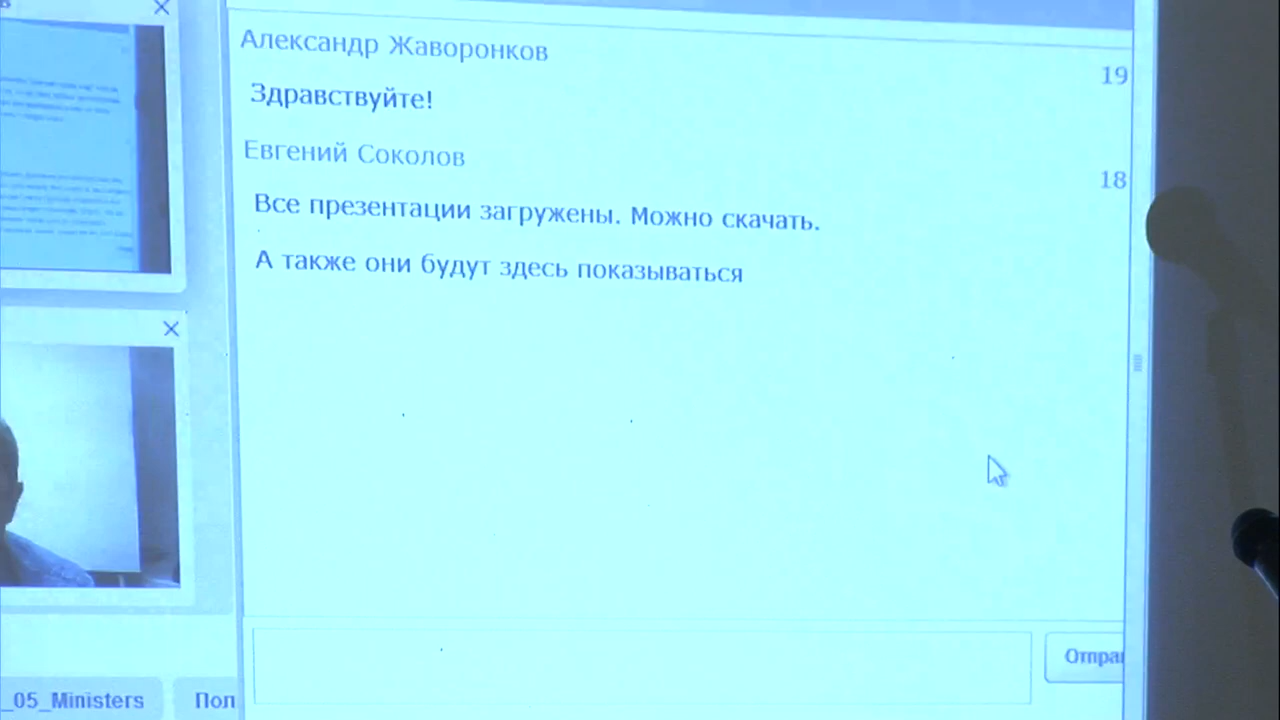 Александр Жаворонков
19
Здравствуйте!
Евгений Соколов
18
Все презентации загружены. Можно скачать.
А также они будут здесь показываться
Отпра
_05_Ministers
Пол